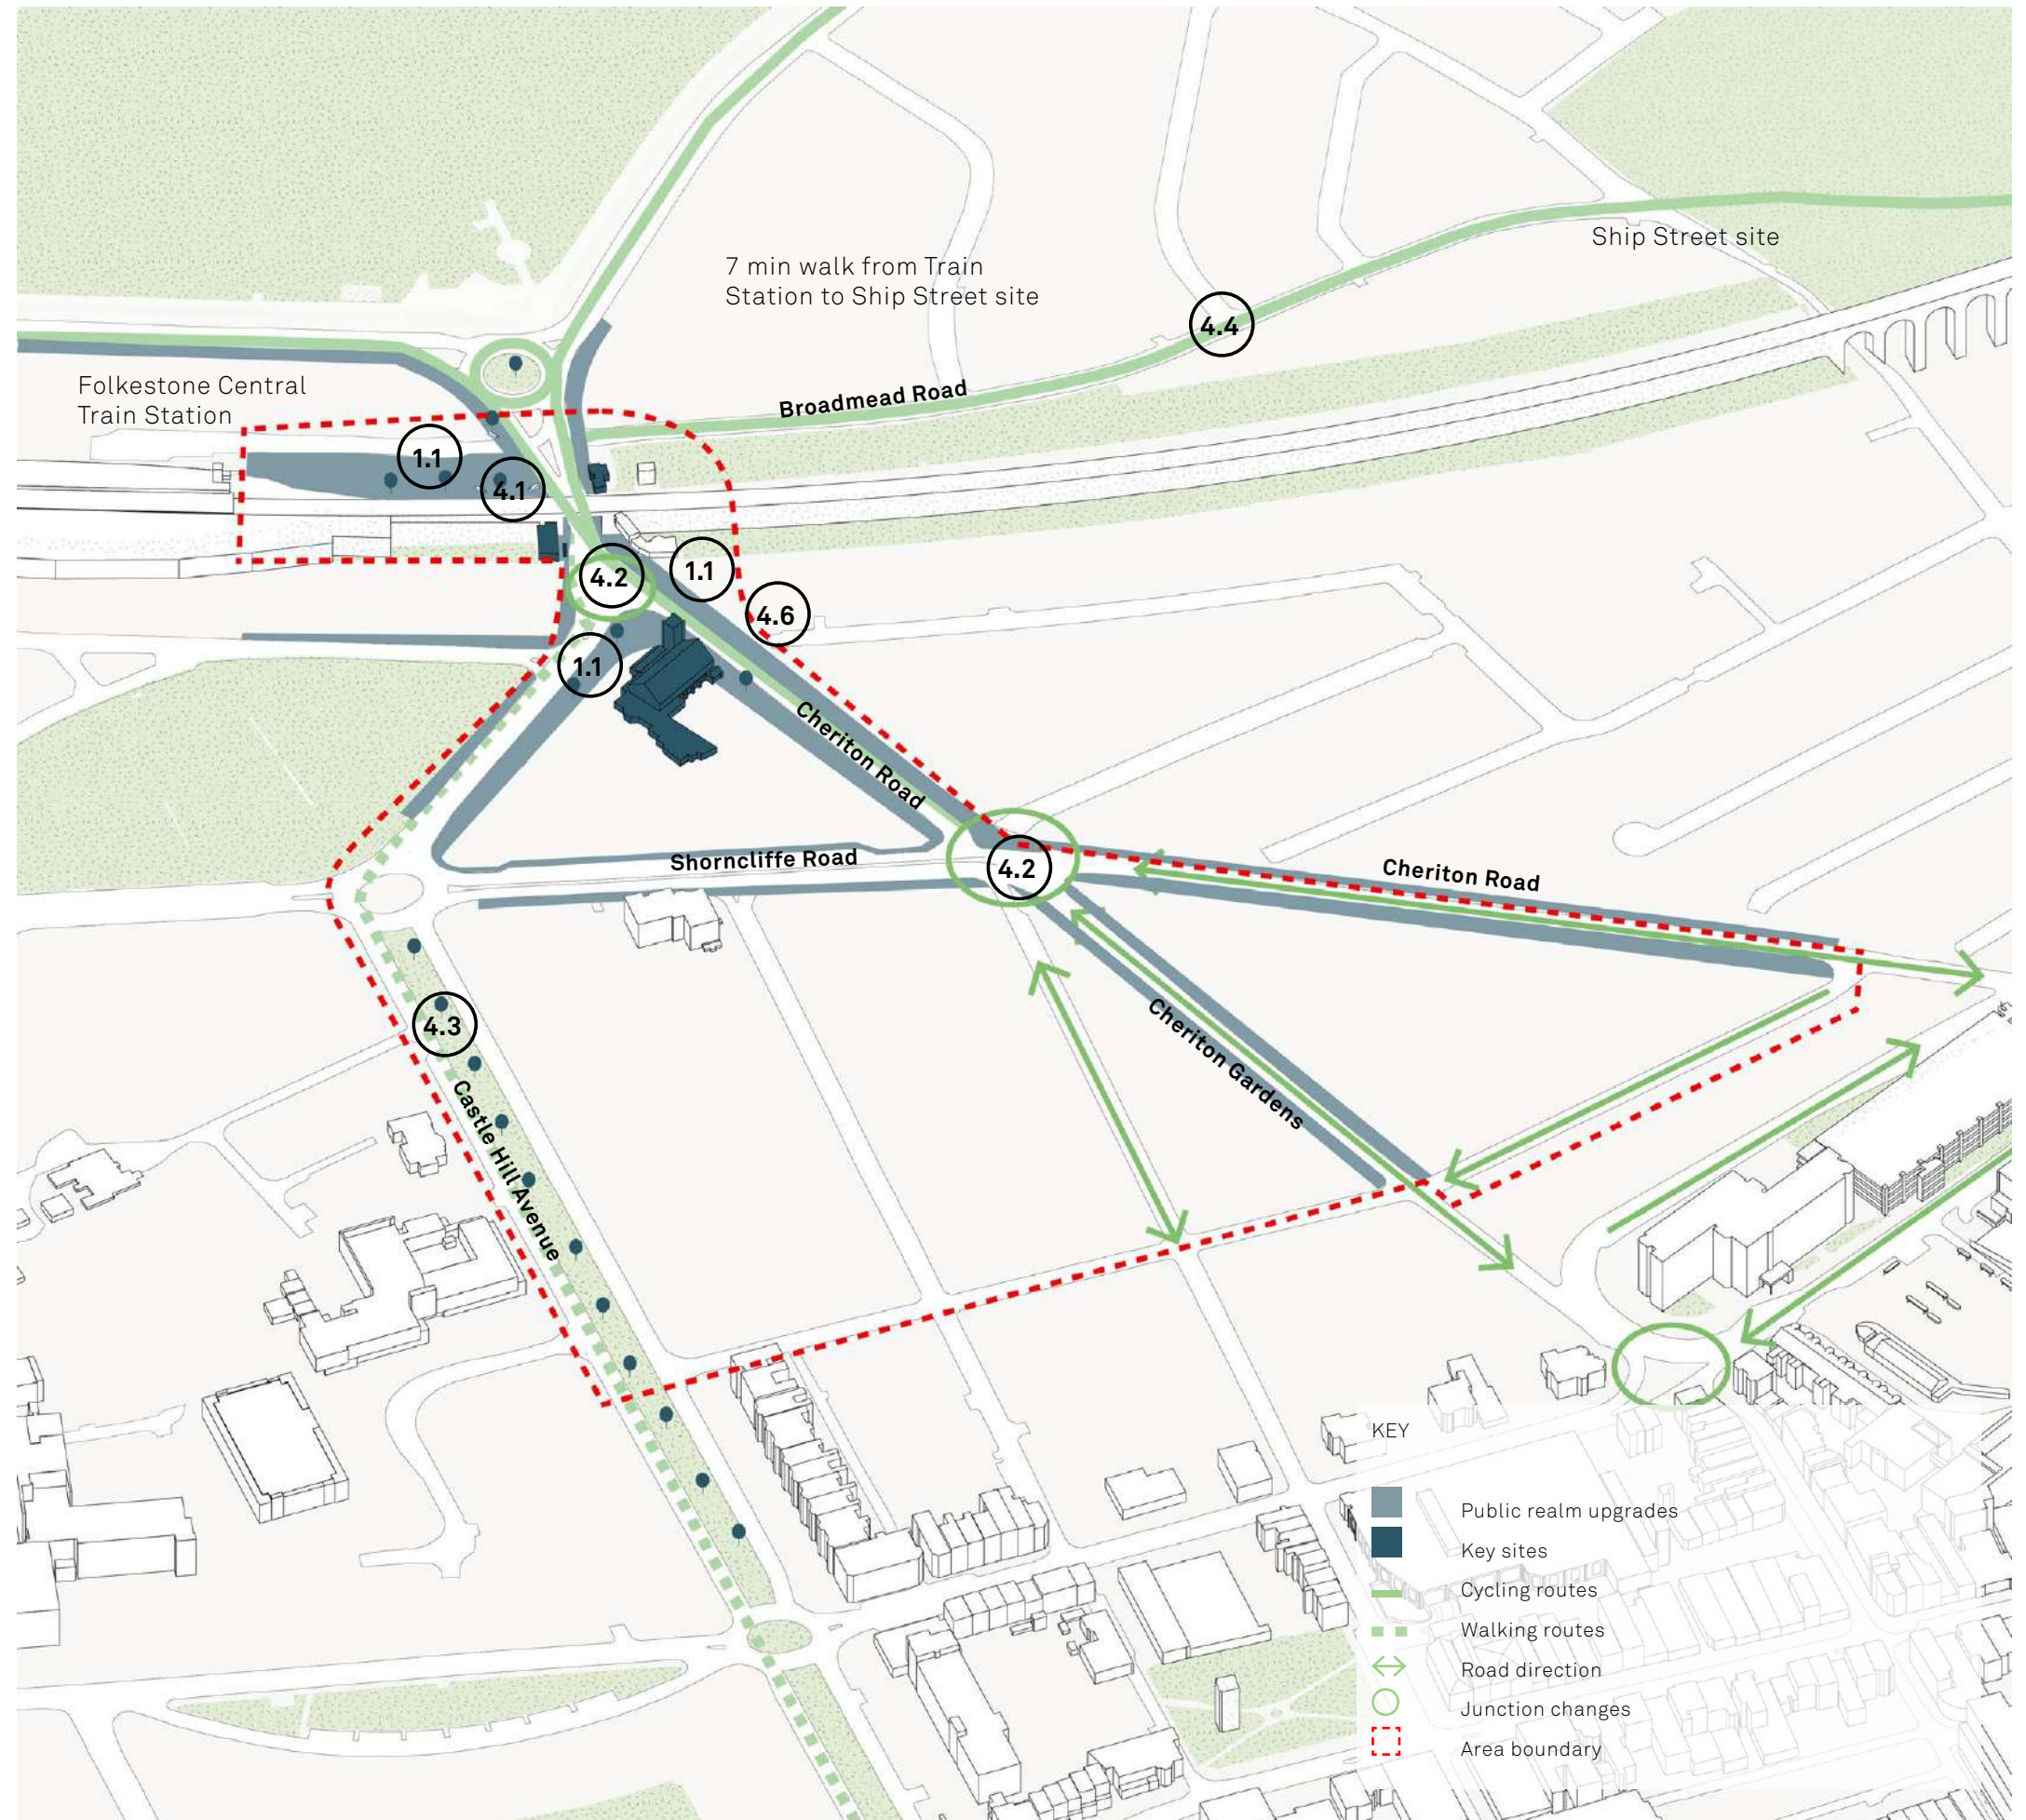 Ship Street site
7 min walk from Train
Station to Ship Street site
4.4
Folkestone Central
Train Station
Broadmead Road
1.1
4.1
4.2
1.1
4.6
1.1
Cheriton Road
Shorncliffe Road
4.2
Cheriton Road
4.3
Cheriton Gardens
Castle Hill Avenue
KEY
Public realm upgrades
Key sites
Cycling routes
Walking routes
Road direction
Junction changes
Area boundary